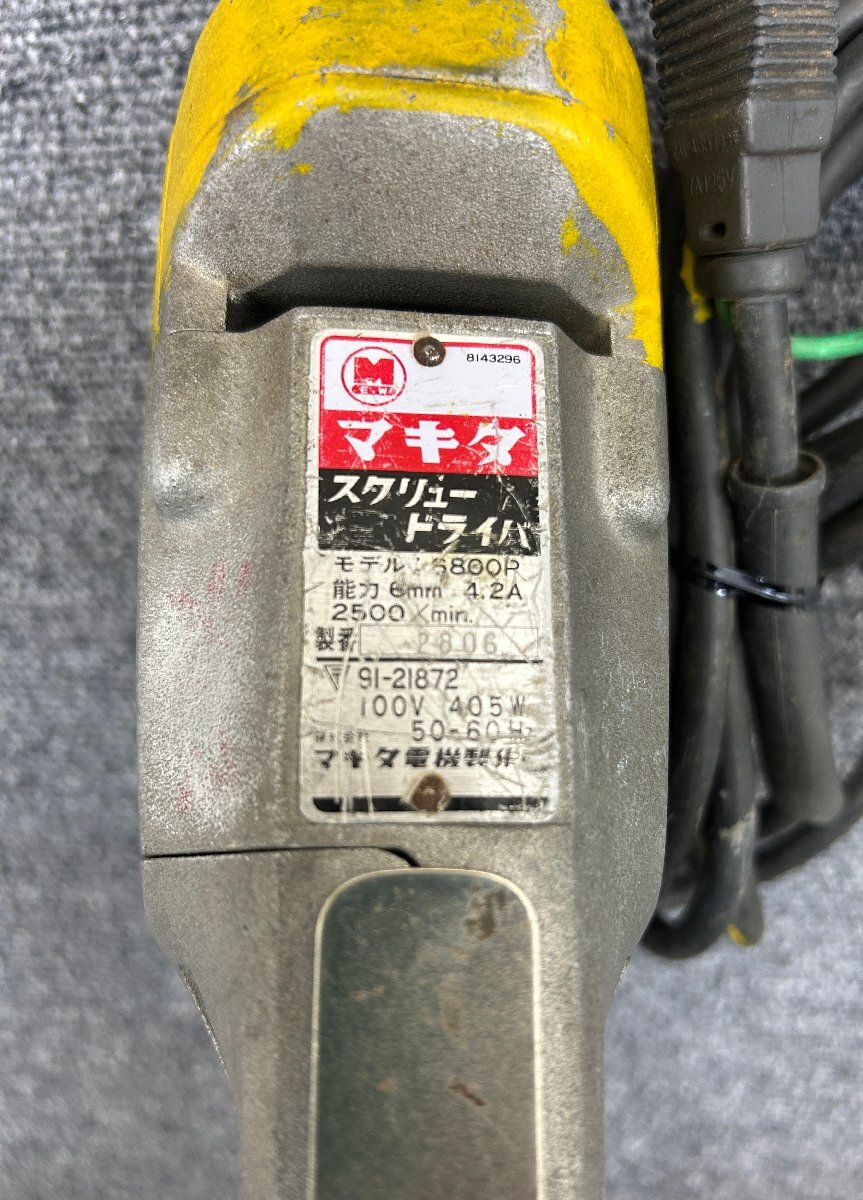 8143296
M
マキタ
スクリュー
ドライバ
モデル 6800P
能力 6mm 4.2A
2500/min.
製番 2806
91-21872
100V 405W
50-60Hz
マキタ電機製作
7A125V